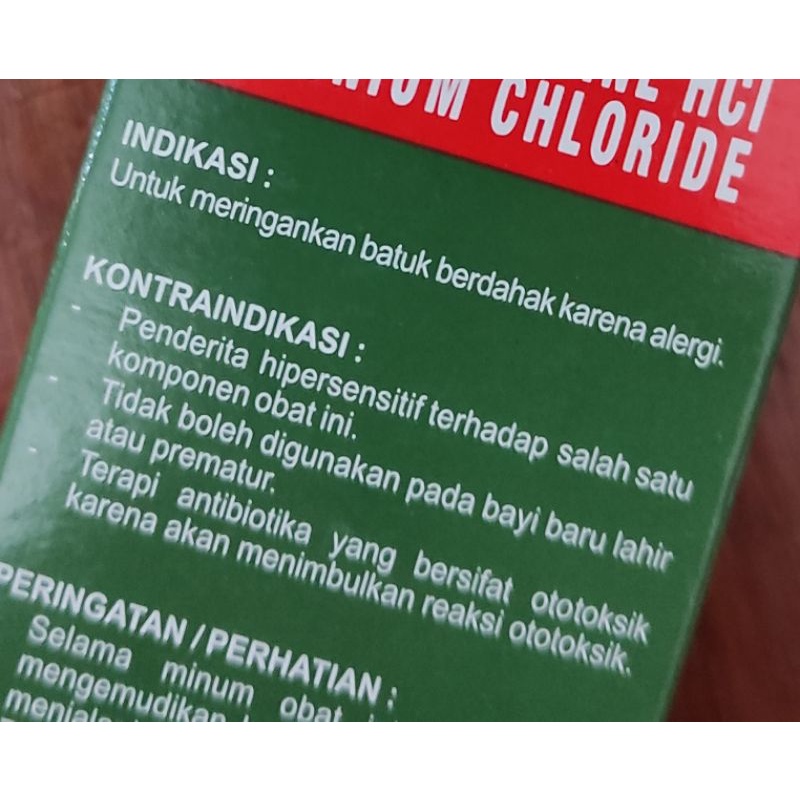 HCl
CHLORIDE
INDIKASI :
Untuk meringankan batuk berdahak karena alergi.
KONTRAINDIKASI :
- Penderita hipersensitif terhadap salah satu
komponen obat ini.
- Tidak boleh digunakan pada bayi baru lahir
atau prematur.
- Terapi antibiotika yang bersifat ototoksik
karena akan menimbulkan reaksi ototoksik.
PERINGATAN / PERHATIAN :
Selama minum obat
mengemudikan